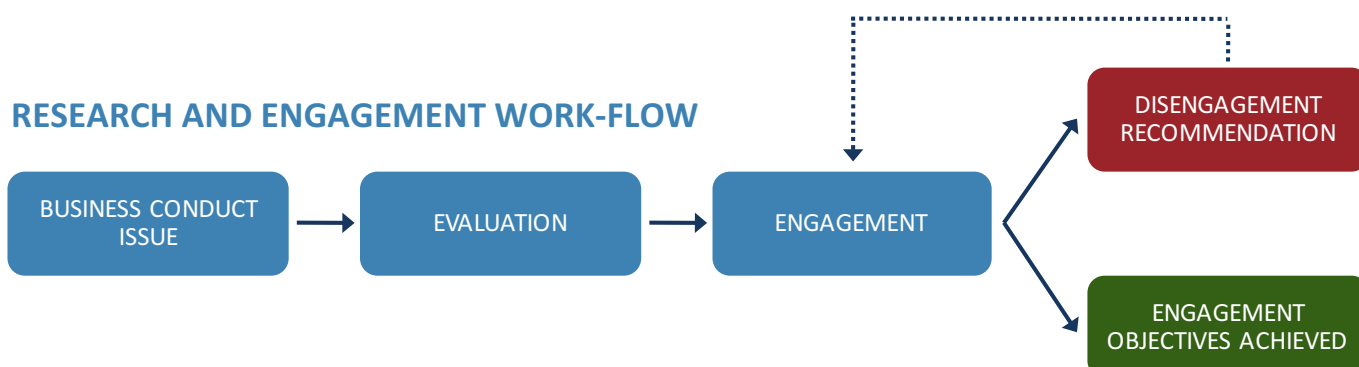 RESEARCH AND ENGAGEMENT WORK-FLOW
BUSINESS CONDUCT
ISSUE
EVALUATION
ENGAGEMENT
DISENGAGEMENT
RECOMMENDATION
ENGAGEMENT
OBJECTIVES ACHIEVED